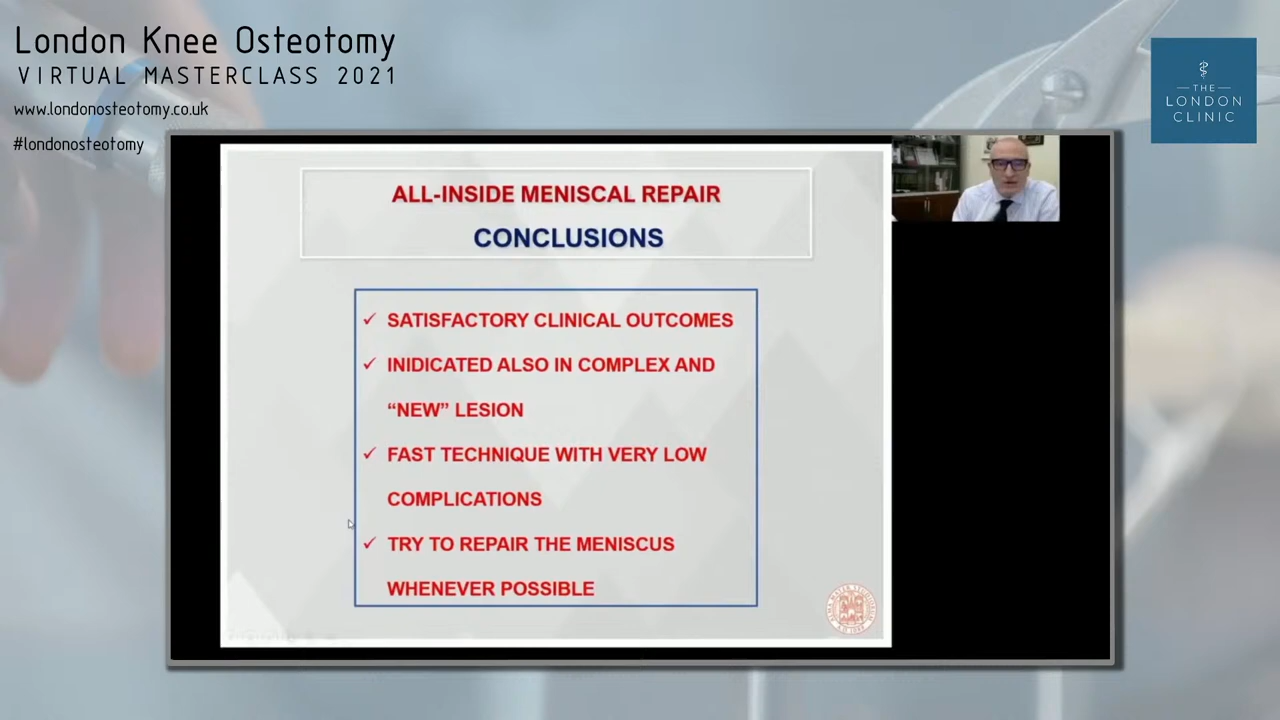 London Knee Osteotomy
VIRTUAL MASTERCLASS 2021
www.londonosteotomy.co.uk
#londonosteotomy
THE
LONDON
CLINIC
ALL-INSIDE MENISCAL REPAIR
CONCLUSIONS
✓ SATISFACTORY CLINICAL OUTCOMES
✓ INIDICATED ALSO IN COMPLEX AND
“NEW” LESION
✓ FAST TECHNIQUE WITH VERY LOW
COMPLICATIONS
✓ TRY TO REPAIR THE MENISCUS
WHENEVER POSSIBLE